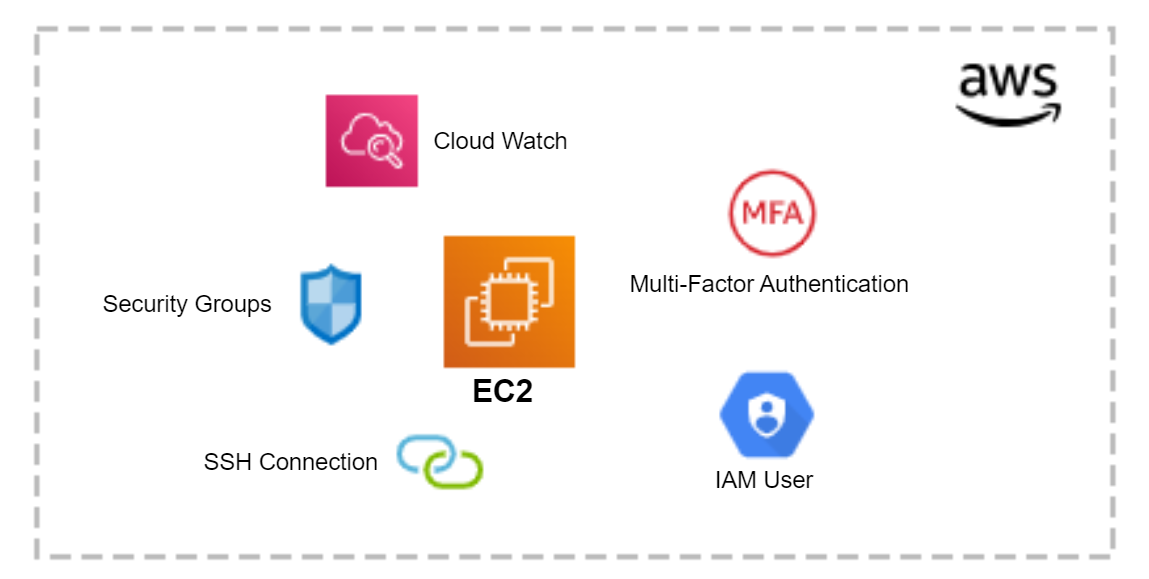 aws
Cloud Watch
MFA
Multi-Factor Authentication
Security Groups
EC2
SSH Connection
IAM User